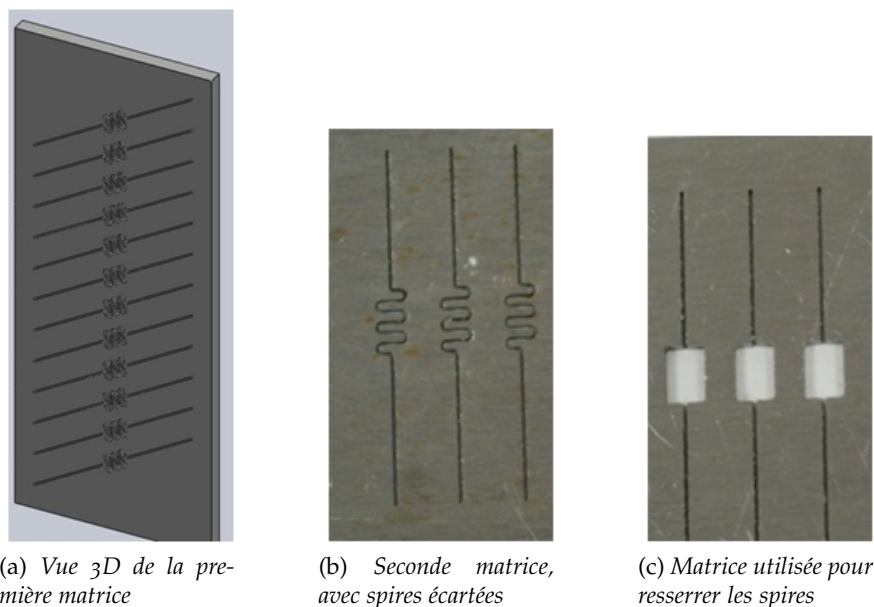 (a) Vue 3D de la pre-
mière matrice
(b) Seconde matrice,
avec spires écartées
(c) Matrice utilisée pour
resserrer les spires